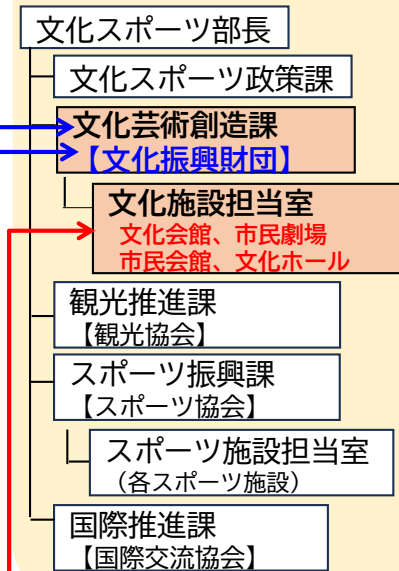 文化スポーツ部長
文化スポーツ政策課
文化芸術創造課
【文化振興財団】
文化施設担当室
文化会館、市民劇場
市民会館、文化ホール
観光推進課
【観光協会】
スポーツ振興課
【スポーツ協会】
スポーツ施設担当室
（各スポーツ施設）
国際推進課
【国際交流協会】